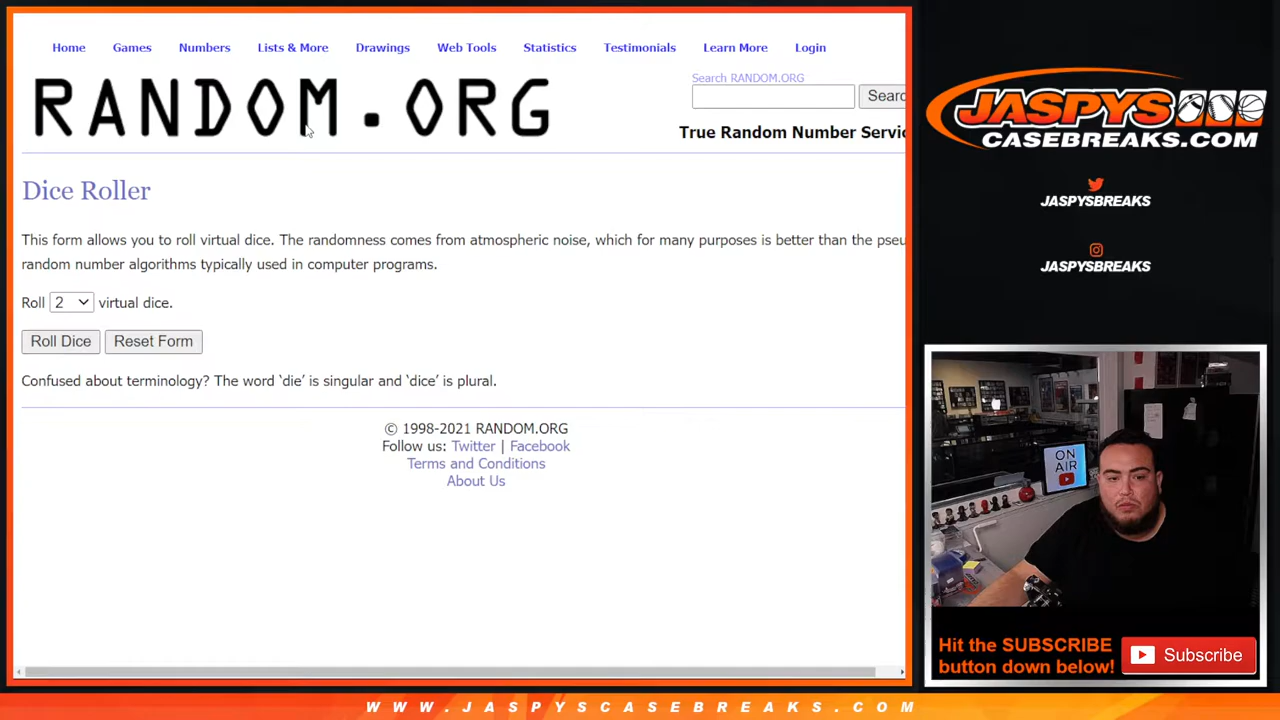 Home Games Numbers Lists & More Drawings Web Tools Statistics Testimonials Learn More Login
RANDOM.ORG
Search RANDOM.ORG
Searc
True Random Number Servic
Dice Roller
This form allows you to roll virtual dice. The randomness comes from atmospheric noise, which for many purposes is better than the pseu
random number algorithms typically used in computer programs.
Roll 2 virtual dice.
Roll Dice Reset Form
Confused about terminology? The word ‘die’ is singular and ‘dice’ is plural.
© 1998-2021 RANDOM.ORG
Follow us: Twitter | Facebook
Terms and Conditions
About Us
JASPYS
CASEBREAKS.COM
JASPYSBREAKS
JASPYSBREAKS
ON
AIR
Hit the SUBSCRIBE
button down below!
Subscribe
WWW.JASPYSCASEBREAKS.COM